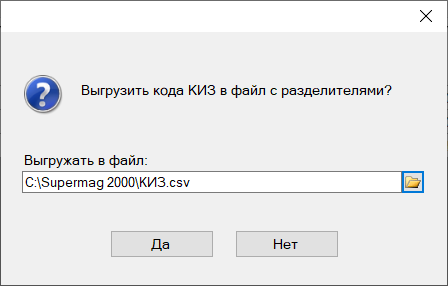 Выгрузить кода КИЗ в файл с разделителями?
Выгружать в файл:
C:\Supermag 2000\КИЗ.csv
Да
Нет